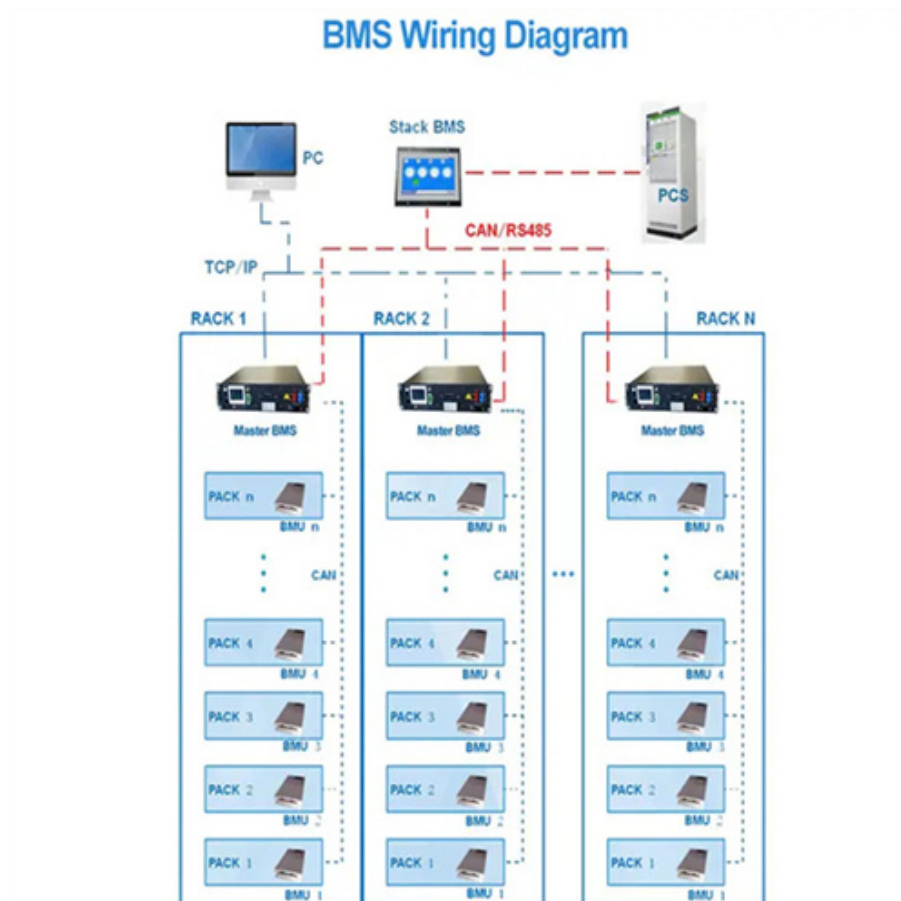 BMS Wiring Diagram
Stack BMS
PC
PCS
CAN/RS485
TCP/IP
RACK 1
RACK 2
RACK N
Master BMS
Master BMS
Master BMS
PACK n
PACK n
PACK n
BMU n
BMU n
BMU n
CAN
CAN
...
CAN
PACK 4
PACK 4
PACK 4
BMU 4
BMU 4
BMU 4
PACK 3
PACK 3
PACK 3
BMU 3
BMU 3
BMU 3
PACK 2
PACK 2
PACK 2
BMU 2
BMU 2
BMU 2
PACK 1
PACK 1
PACK 1
BMU 1
BMU 1
BMU 1